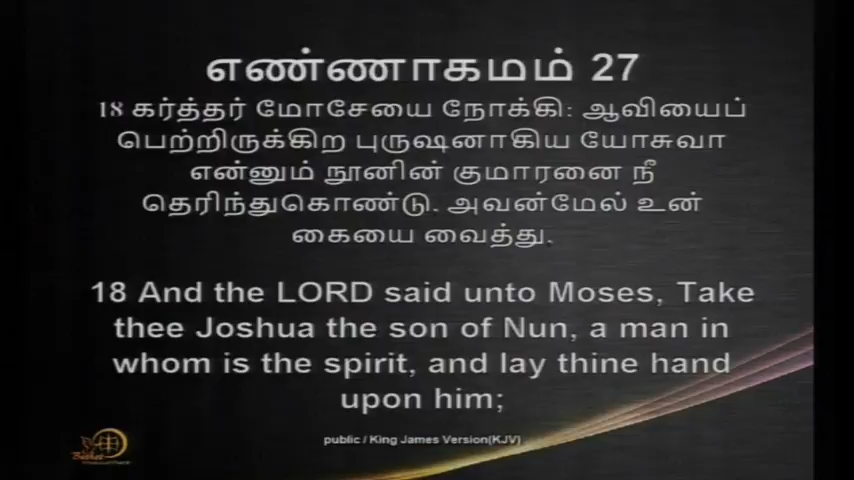 எண்ணாகமம் 27
18 கர்த்தர் மோசேயை நோக்கி: ஆவியைப்
பெற்றிருக்கிற புருஷனாகிய யோசுவா
என்னும் நூனின் குமாரனை நீ
தெரிந்துகொண்டு, அவன்மேல் உன்
கையை வைத்து,
18 And the LORD said unto Moses, Take
thee Joshua the son of Nun, a man in
whom is the spirit, and lay thine hand
upon him;
public / King James Version(KJV)